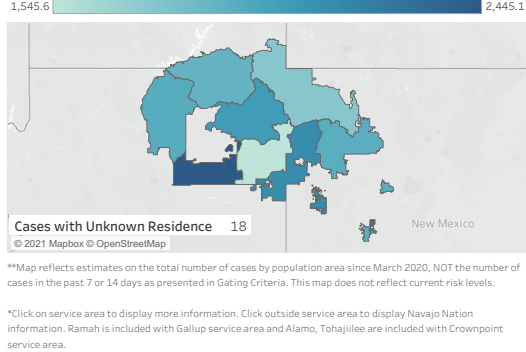 1,545.6 2,445.1
New Mexico
Cases with Unknown Residence 18
© 2021 Mapbox © OpenStreetMap
**Map reflects estimates on the total number of cases by population area since March 2020, NOT the number of
cases in the past 7 or 14 days as presented in Gating Criteria. This map does not reflect current risk levels.
*Click on service area to display more information. Click outside service area to display Navajo Nation
information. Ramah is included with Gallup service area and Alamo, Tohajiilee are included with Crownpoint
service area.